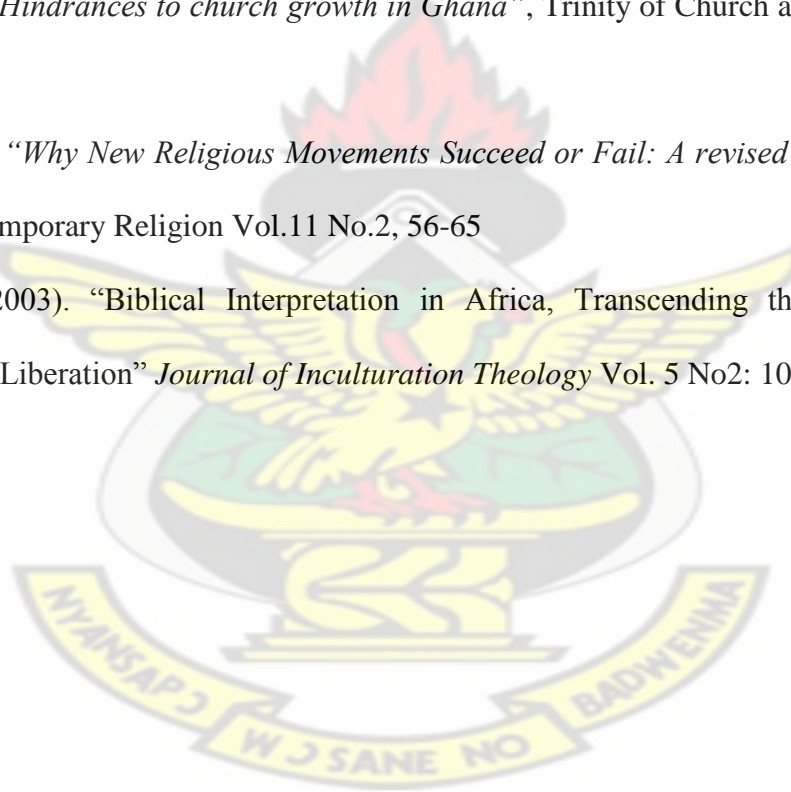 Hindrances to church growth in Ghana”, Trinity of Church a
“Why New Religious Movements Succeed or Fail: A revised
mporary Religion Vol.11 No.2, 56-65
2003). “Biblical Interpretation in Africa, Transcending th
Liberation” Journal of Inculturation Theology Vol. 5 No2: 10
NYANSAPƆ
WƆSANE NO
BADWENMA